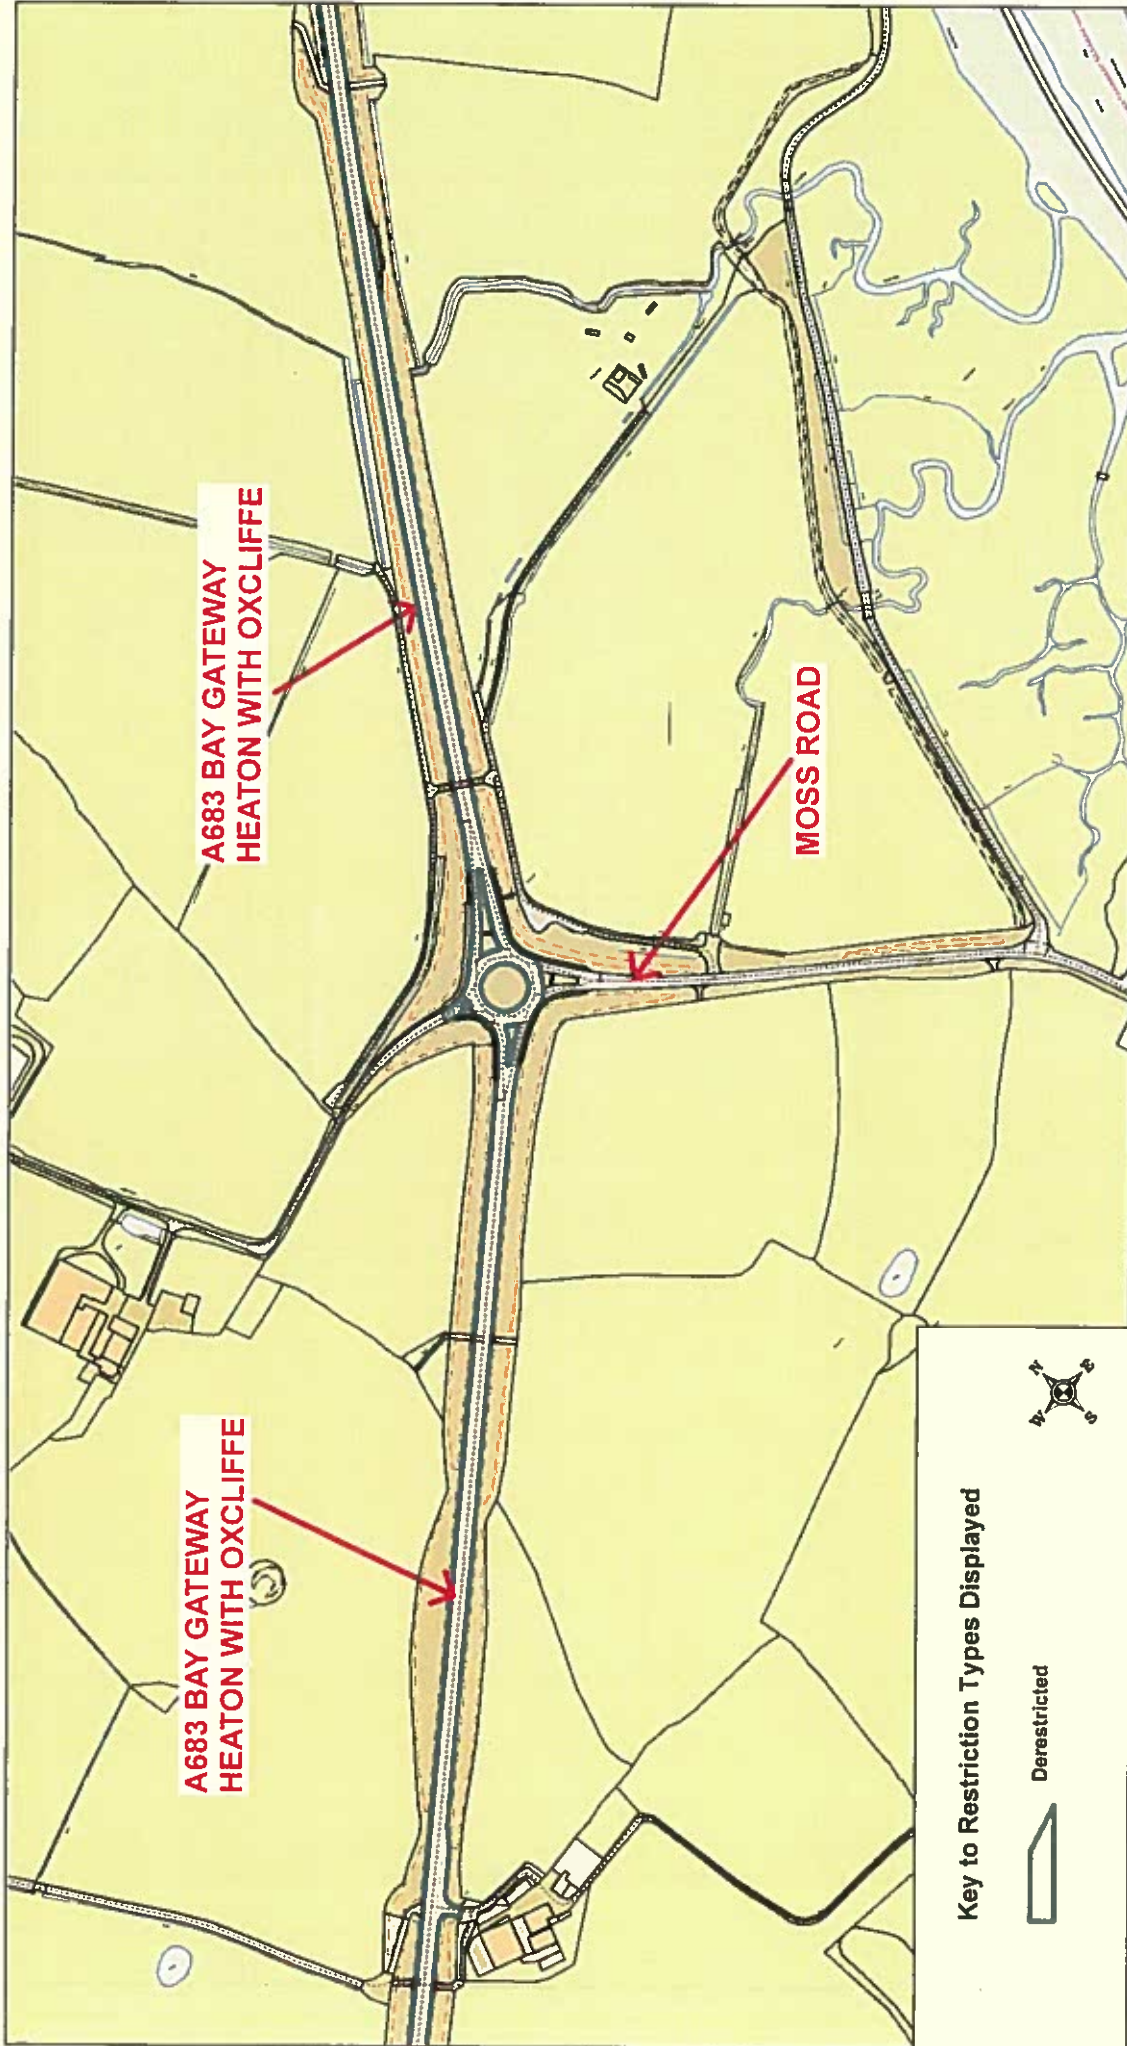 A683 BAY GATEWAY
HEATON WITH OXCLIFFE
A683 BAY GATEWAY
HEATON WITH OXCLIFFE
MOSS ROAD
Key to Restriction Types Displayed
Derestricted
N
E
S
W